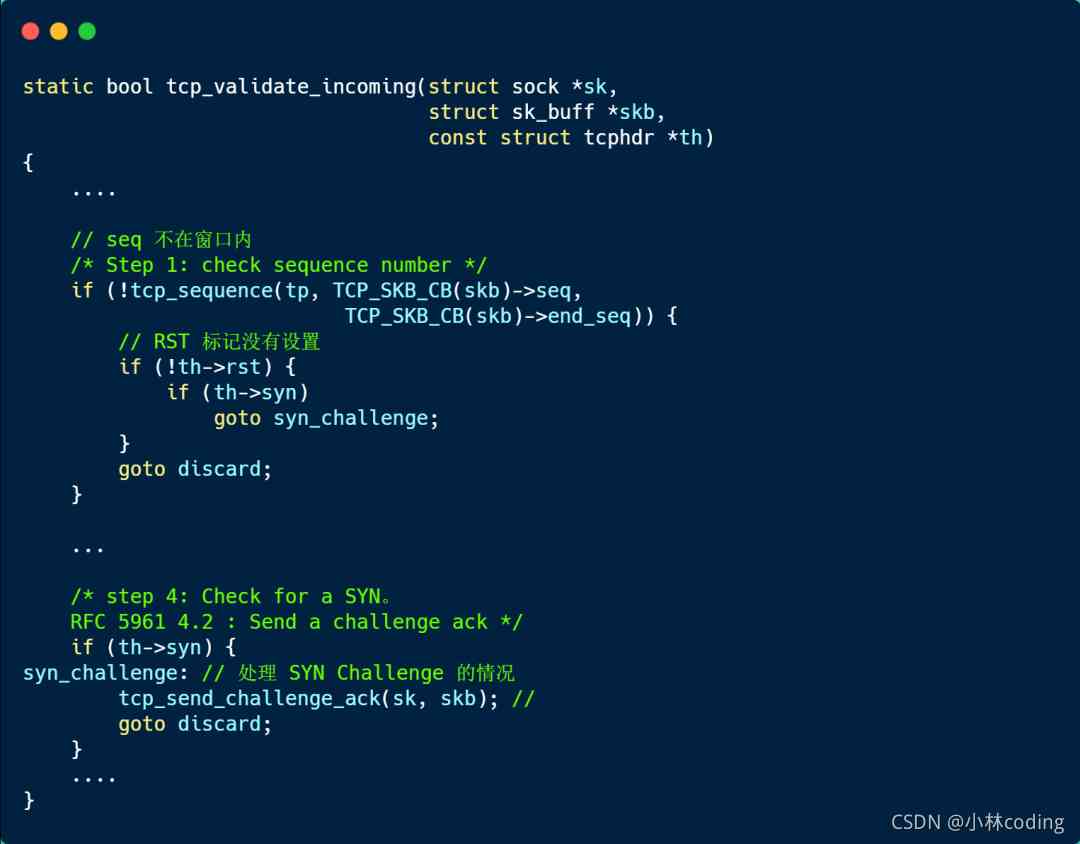 static bool tcp_validate_incoming(struct sock *sk,
                                  struct sk_buff *skb,
                                  const struct tcphdr *th)
{
    ....
    // seq 不在窗口内
    /* Step 1: check sequence number */
    if (!tcp_sequence(tp, TCP_SKB_CB(skb)->seq,
                           TCP_SKB_CB(skb)->end_seq)) {
        // RST 标记没有设置
        if (!th->rst) {
            if (th->syn)
                goto syn_challenge;
        }
        goto discard;
    }
    ...
    /* step 4: Check for a SYN。
    RFC 5961 4.2 : Send a challenge ack */
    if (th->syn) {
syn_challenge: // 处理 SYN Challenge 的情况
        tcp_send_challenge_ack(sk, skb); //
        goto discard;
    }
    ....
}
CSDN @小林coding